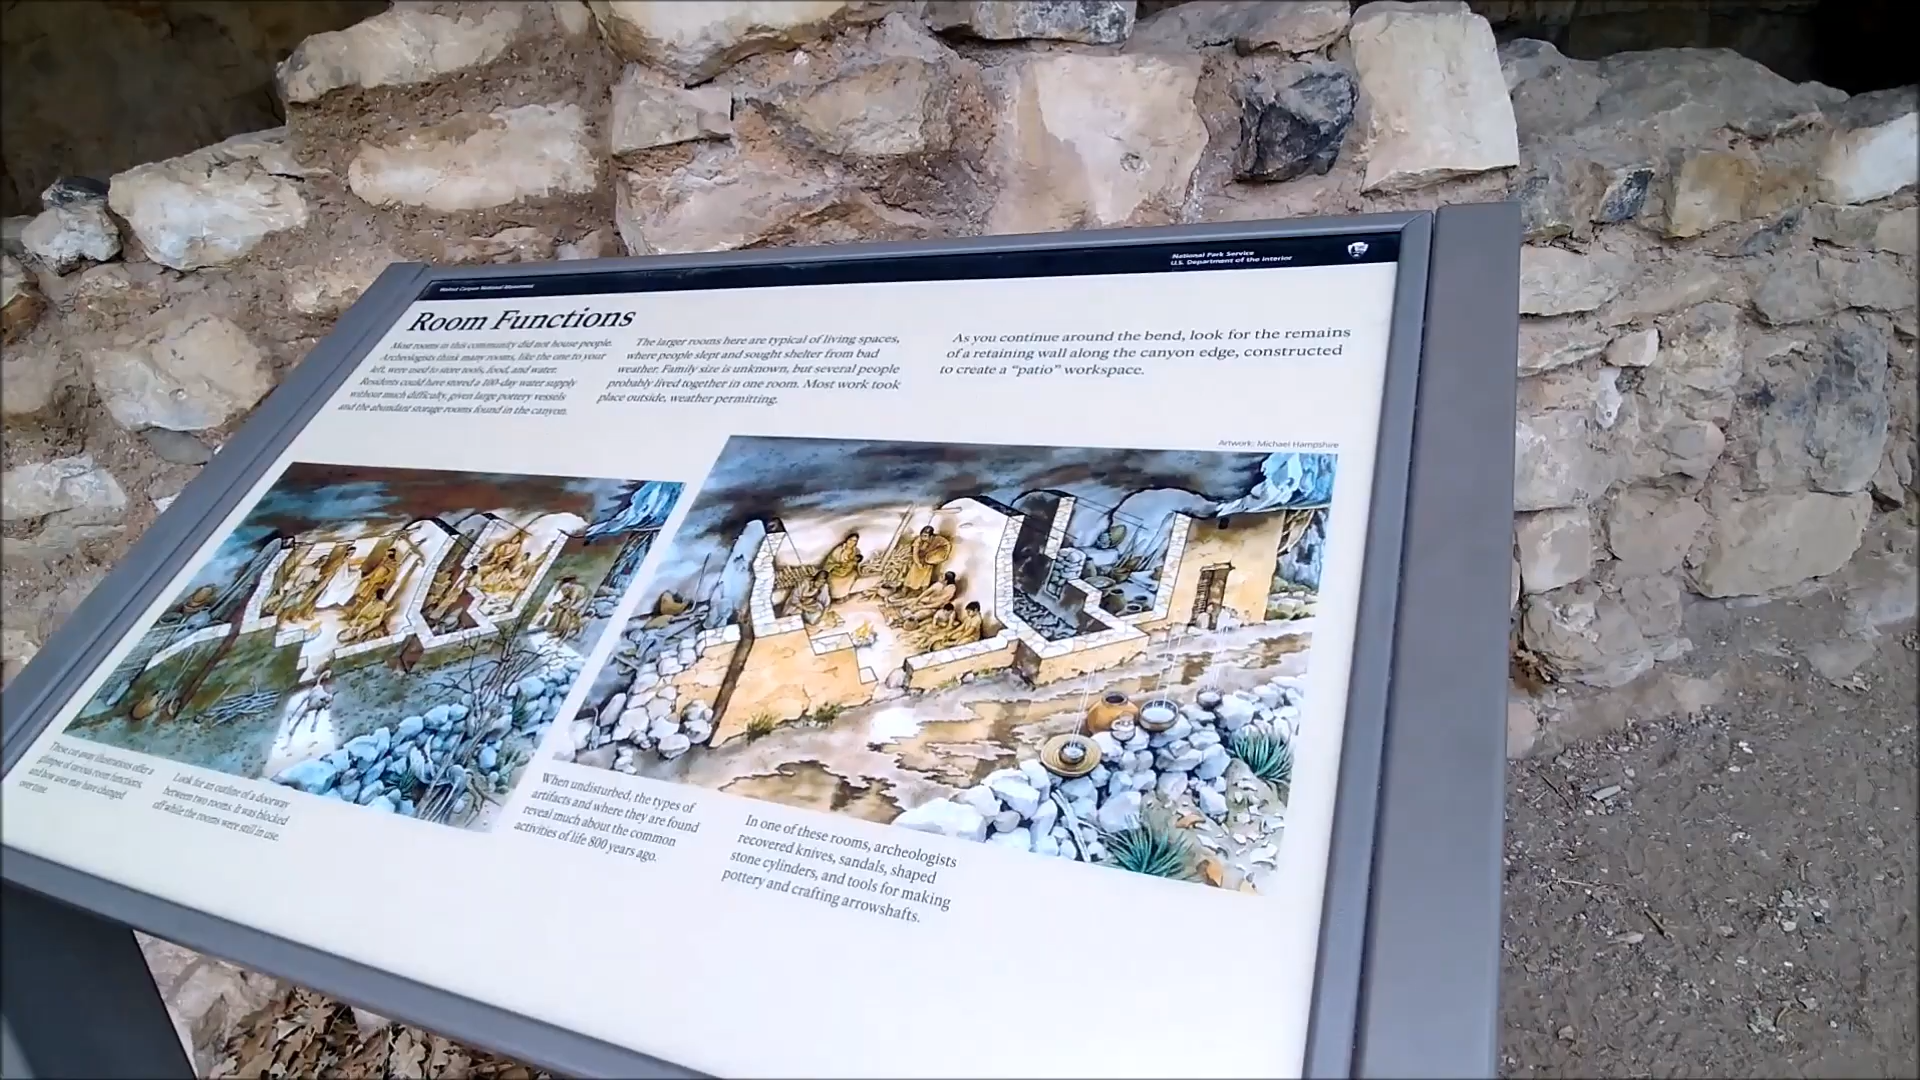 Walnut Canyon National Monument
National Park Service
U.S. Department of the Interior
Room Functions
Most rooms in this community did not house people.
Archeologists think many rooms, like the one to your
left, were used to store tools, food, and water.
Residents could have stored a 100-day water supply
without much difficulty, given large pottery vessels
and the abundant storage rooms found in the canyon.
The larger rooms here are typical of living spaces,
where people slept and sought shelter from bad
weather. Family size is unknown, but several people
probably lived together in one room. Most work took
place outside, weather permitting.
As you continue around the bend, look for the remains
of a retaining wall along the canyon edge, constructed
to create a "patio" workspace.
Artwork: Michael Hampshire
These cut-away illustrations offer a
glimpse of various room functions,
and how uses may have changed
over time.
Look for an outline of a doorway
between two rooms. It was blocked
off while the rooms were still in use.
When undisturbed, the types of
artifacts and where they are found
reveal much about the common
activities of life 800 years ago.
In one of these rooms, archeologists
recovered knives, sandals, shaped
stone cylinders, and tools for making
pottery and crafting arrowshafts.